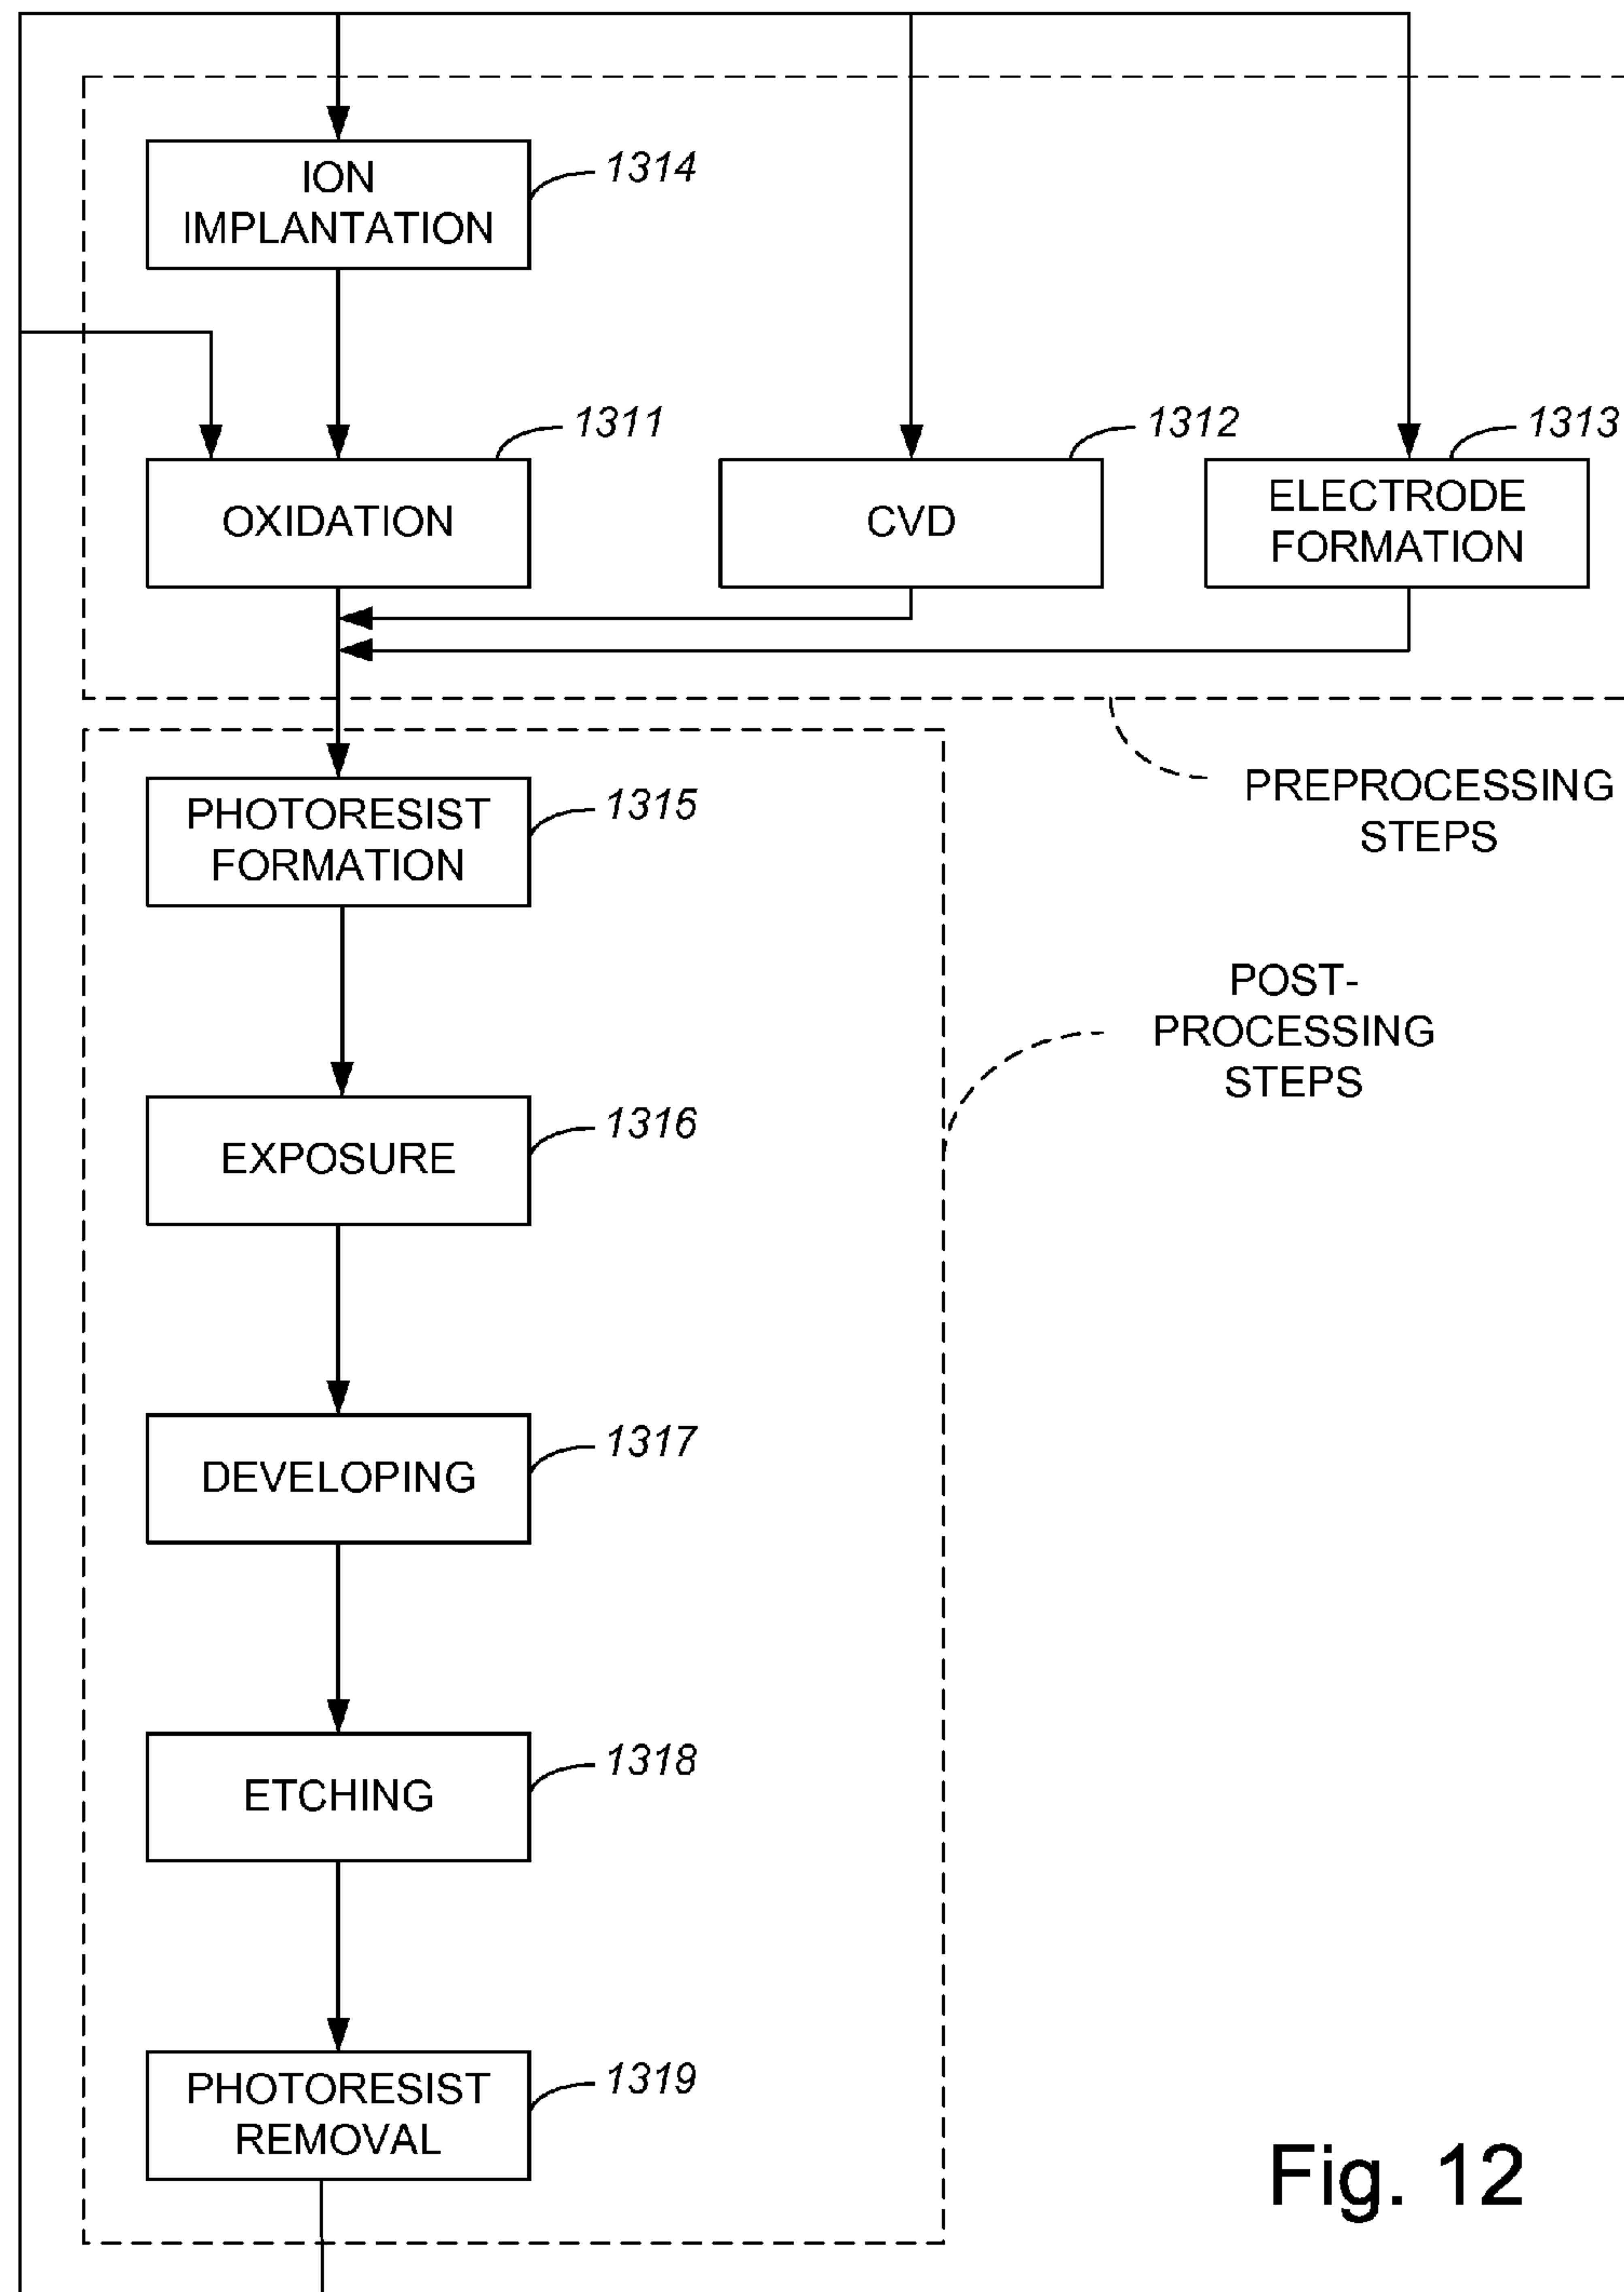 ION
IMPLANTATION
1314
OXIDATION
1311
CVD
1312
ELECTRODE
FORMATION
1313
PREPROCESSING
STEPS
PHOTORESIST
FORMATION
1315
POST-
PROCESSING
STEPS
EXPOSURE
1316
DEVELOPING
1317
ETCHING
1318
PHOTORESIST
REMOVAL
1319
Fig. 12